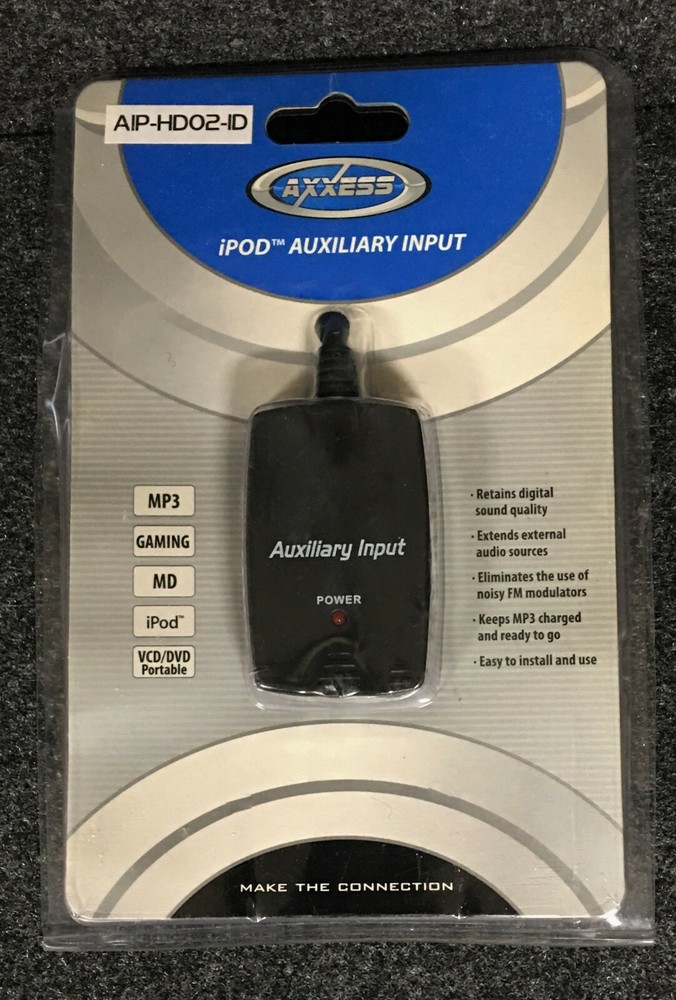 AIP-HD02-ID
AXXESS
iPOD™ AUXILIARY INPUT
MP3
GAMING
MD
iPod™
VCD/DVD
Portable
Auxiliary Input
POWER
· Retains digital
sound quality
· Extends external
audio sources
· Eliminates the use of
noisy FM modulators
· Keeps MP3 charged
and ready to go
· Easy to install and use
MAKE THE CONNECTION